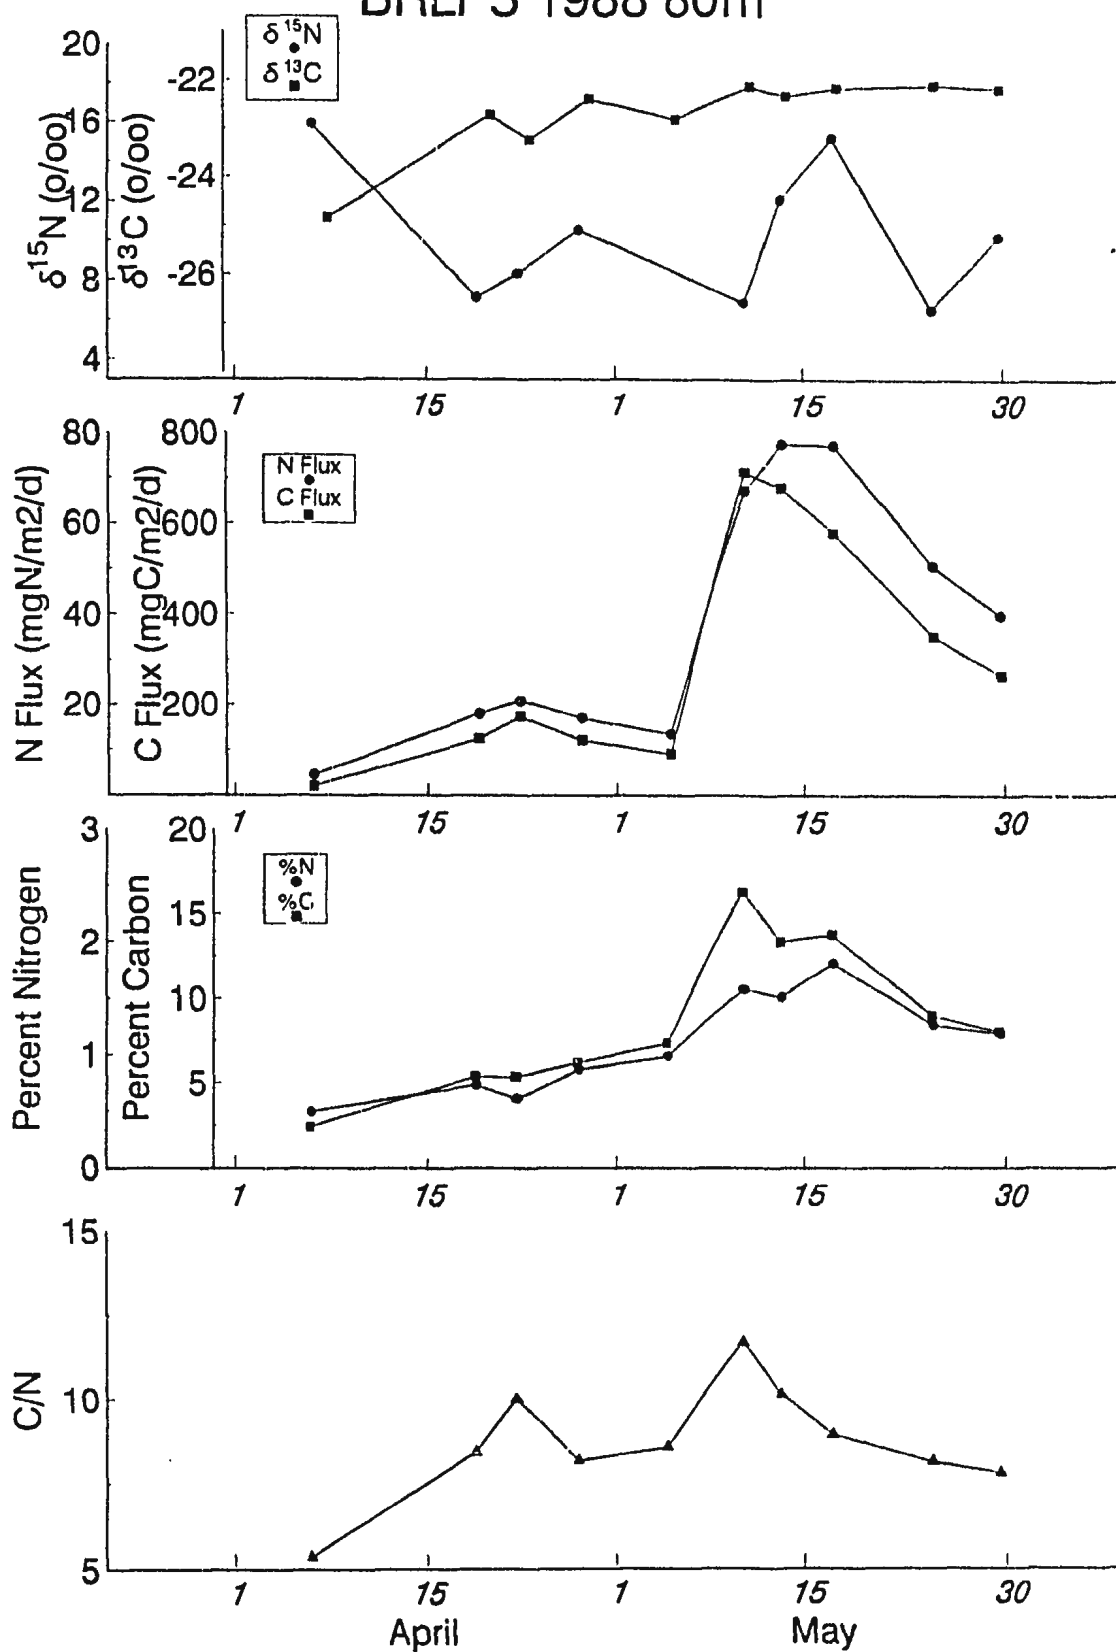 BREFS 1988 80m
δ15N
δ13C
δ15N (o/oo)
δ13C (o/oo)
20
16
12
8
4
-22
-24
-26
1 15 1 15 30
N Flux
C Flux
N Flux (mgN/m2/d)
C Flux (mgC/m2/d)
80
60
40
20
800
600
400
200
1 15 1 15 30
%N
%C
Percent Nitrogen
Percent Carbon
3
2
1
0
20
15
10
5
1 15 1 15 30
C/N
15
10
5
1 15 1 15 30
April May